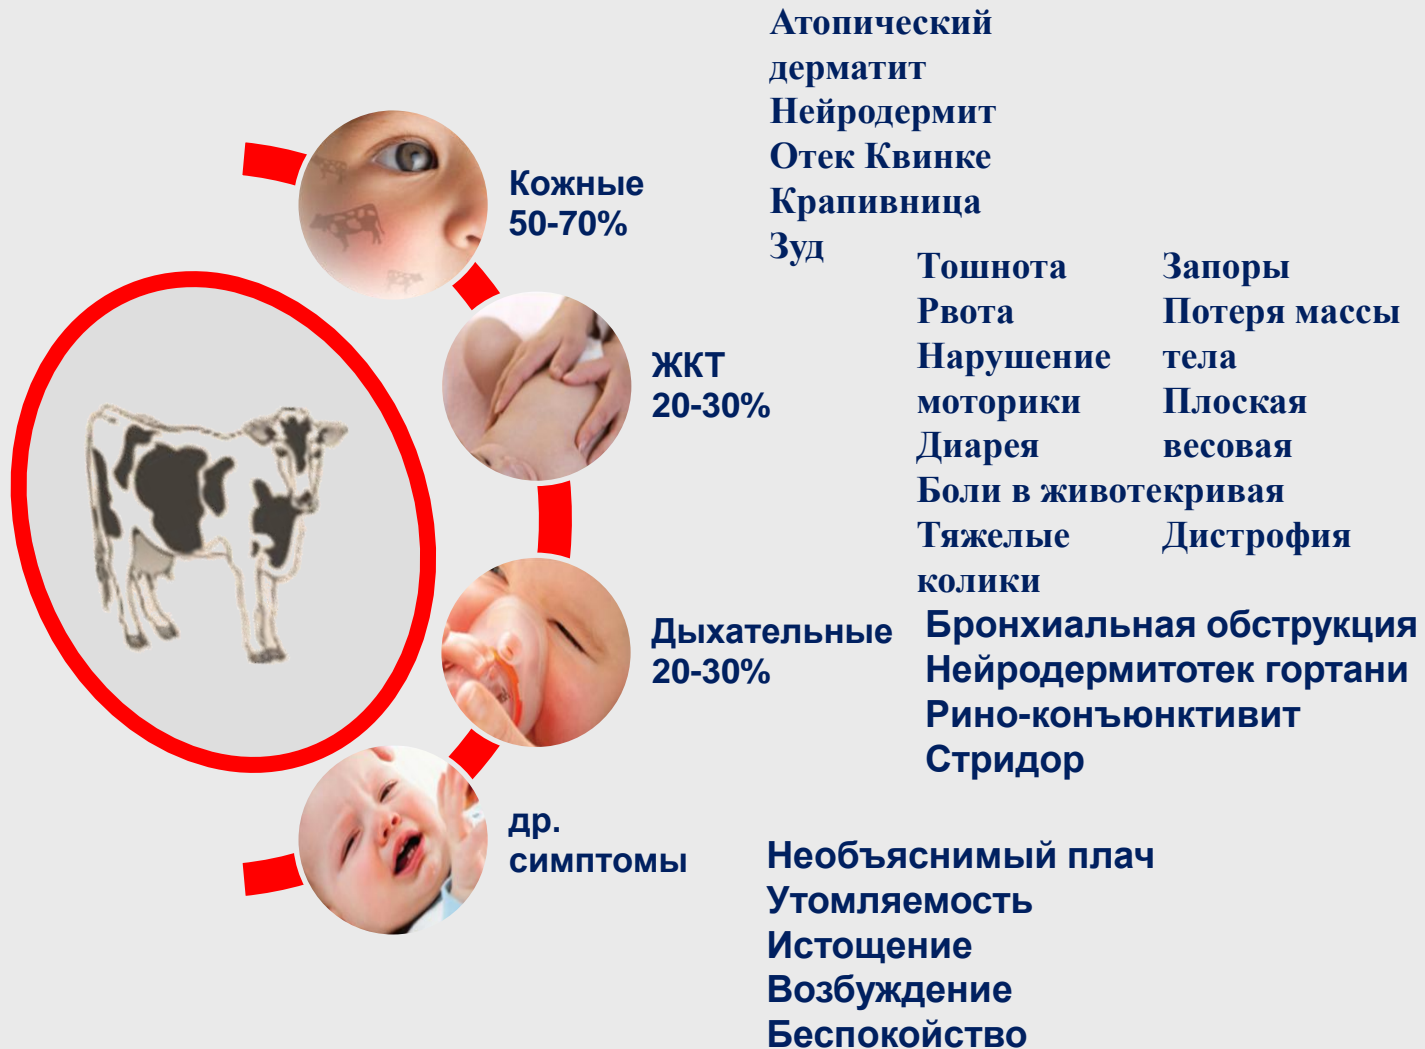 Атопический
дерматит
Нейродермит
Отек Квинке
Крапивница
Зуд
Кожные
50-70%
Тошнота
Рвота
Нарушение
моторики
Диарея
Боли в животекривая
Тяжелые
колики
Запоры
Потеря массы
тела
Плоская
весовая
Дистрофия
ЖКТ
20-30%
Дыхательные
20-30%
Бронхиальная обструкция
Нейродермитотек гортани
Рино-конъюнктивит
Стридор
др.
симптомы
Необъяснимый плач
Утомляемость
Истощение
Возбуждение
Беспокойство